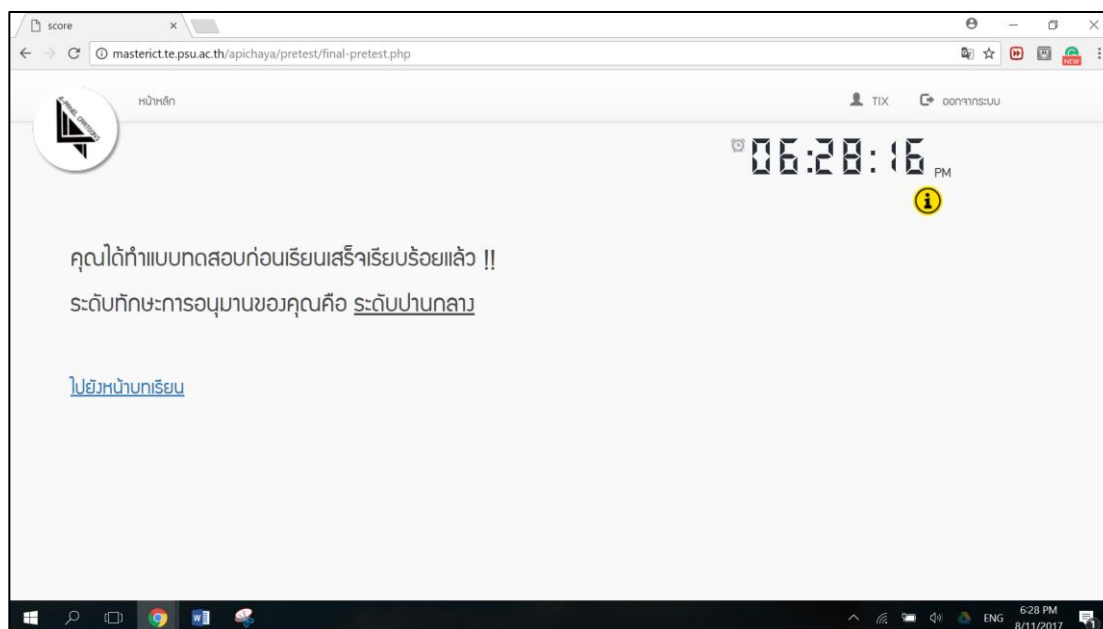 score
masterict.te.psu.ac.th/apichaya/pretest/final-pretest.php
NEW
หน้าหลัก
TIX
ออกจากระบบ
06:28:16 PM
คุณได้ทำแบบทดสอบก่อนเรียนเสร็จเรียบร้อยแล้ว !!
ระดับทักษะการอนุมานของคุณคือ ระดับปานกลาง
ไปยังหน้าบทเรียน
ENG
6:28 PM
8/11/2017
1